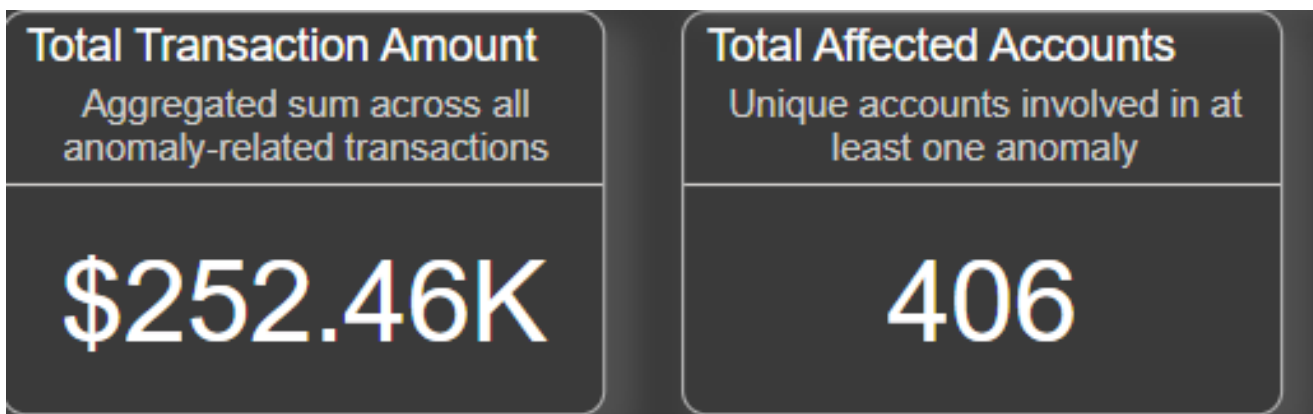 Total Transaction Amount
Aggregated sum across all
anomaly-related transactions
$252.46K
Total Affected Accounts
Unique accounts involved in at
least one anomaly
406